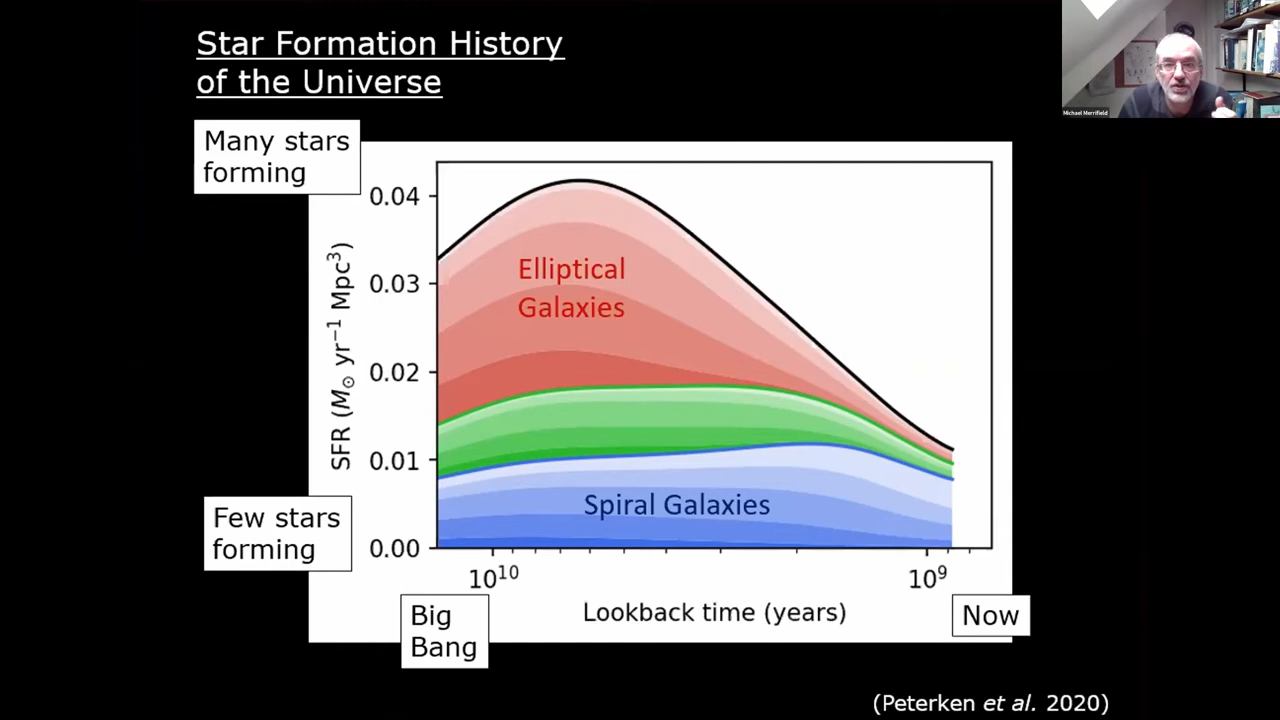 Star Formation History
of the Universe
Michael Merrifield
Many stars
forming
0.04
0.03
0.02
0.01
0.00
SFR (M⊙ yr⁻¹ Mpc³)
Elliptical
Galaxies
Spiral Galaxies
Few stars
forming
10¹⁰
10⁹
Lookback time (years)
Big
Bang
Now
(Peterken et al. 2020)